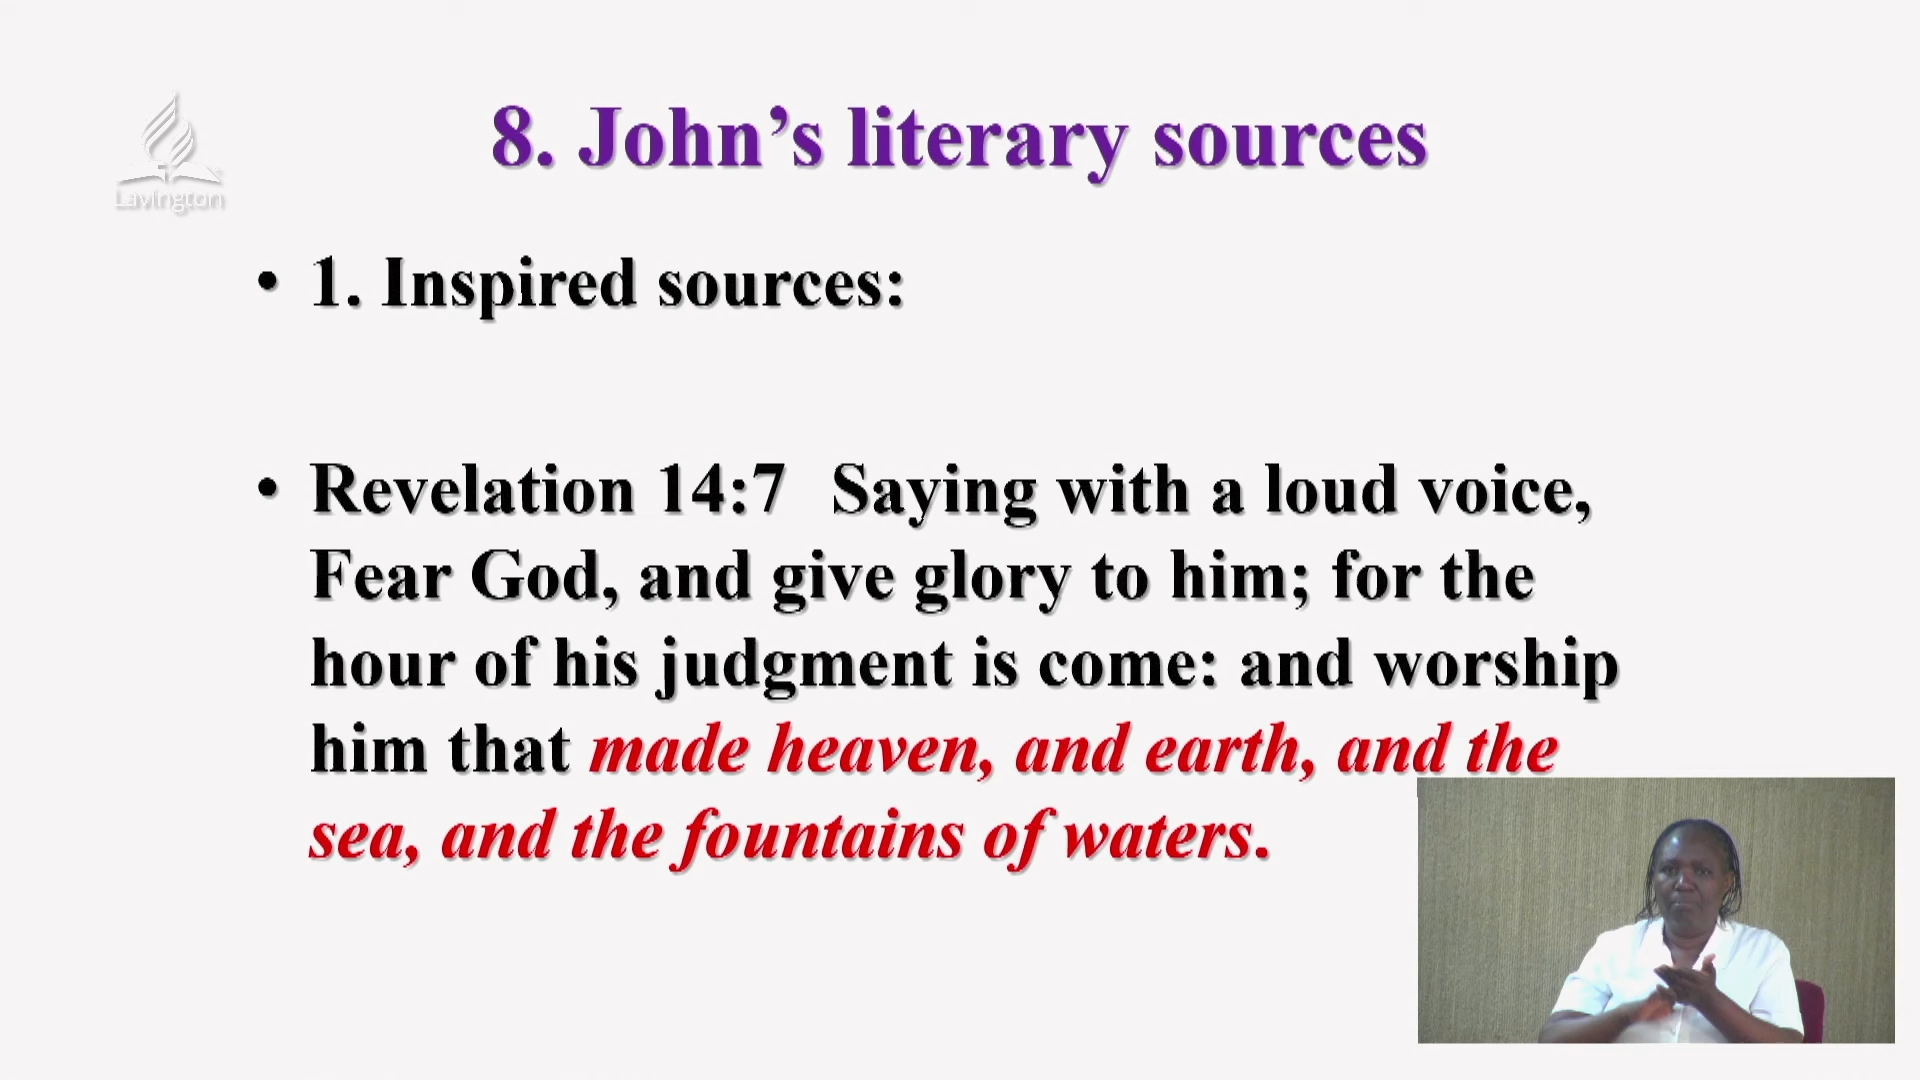 8. John’s literary sources
Lavington
• 1. Inspired sources:
• Revelation 14:7 Saying with a loud voice,
Fear God, and give glory to him; for the
hour of his judgment is come: and worship
him that made heaven, and earth, and the
sea, and the fountains of waters.